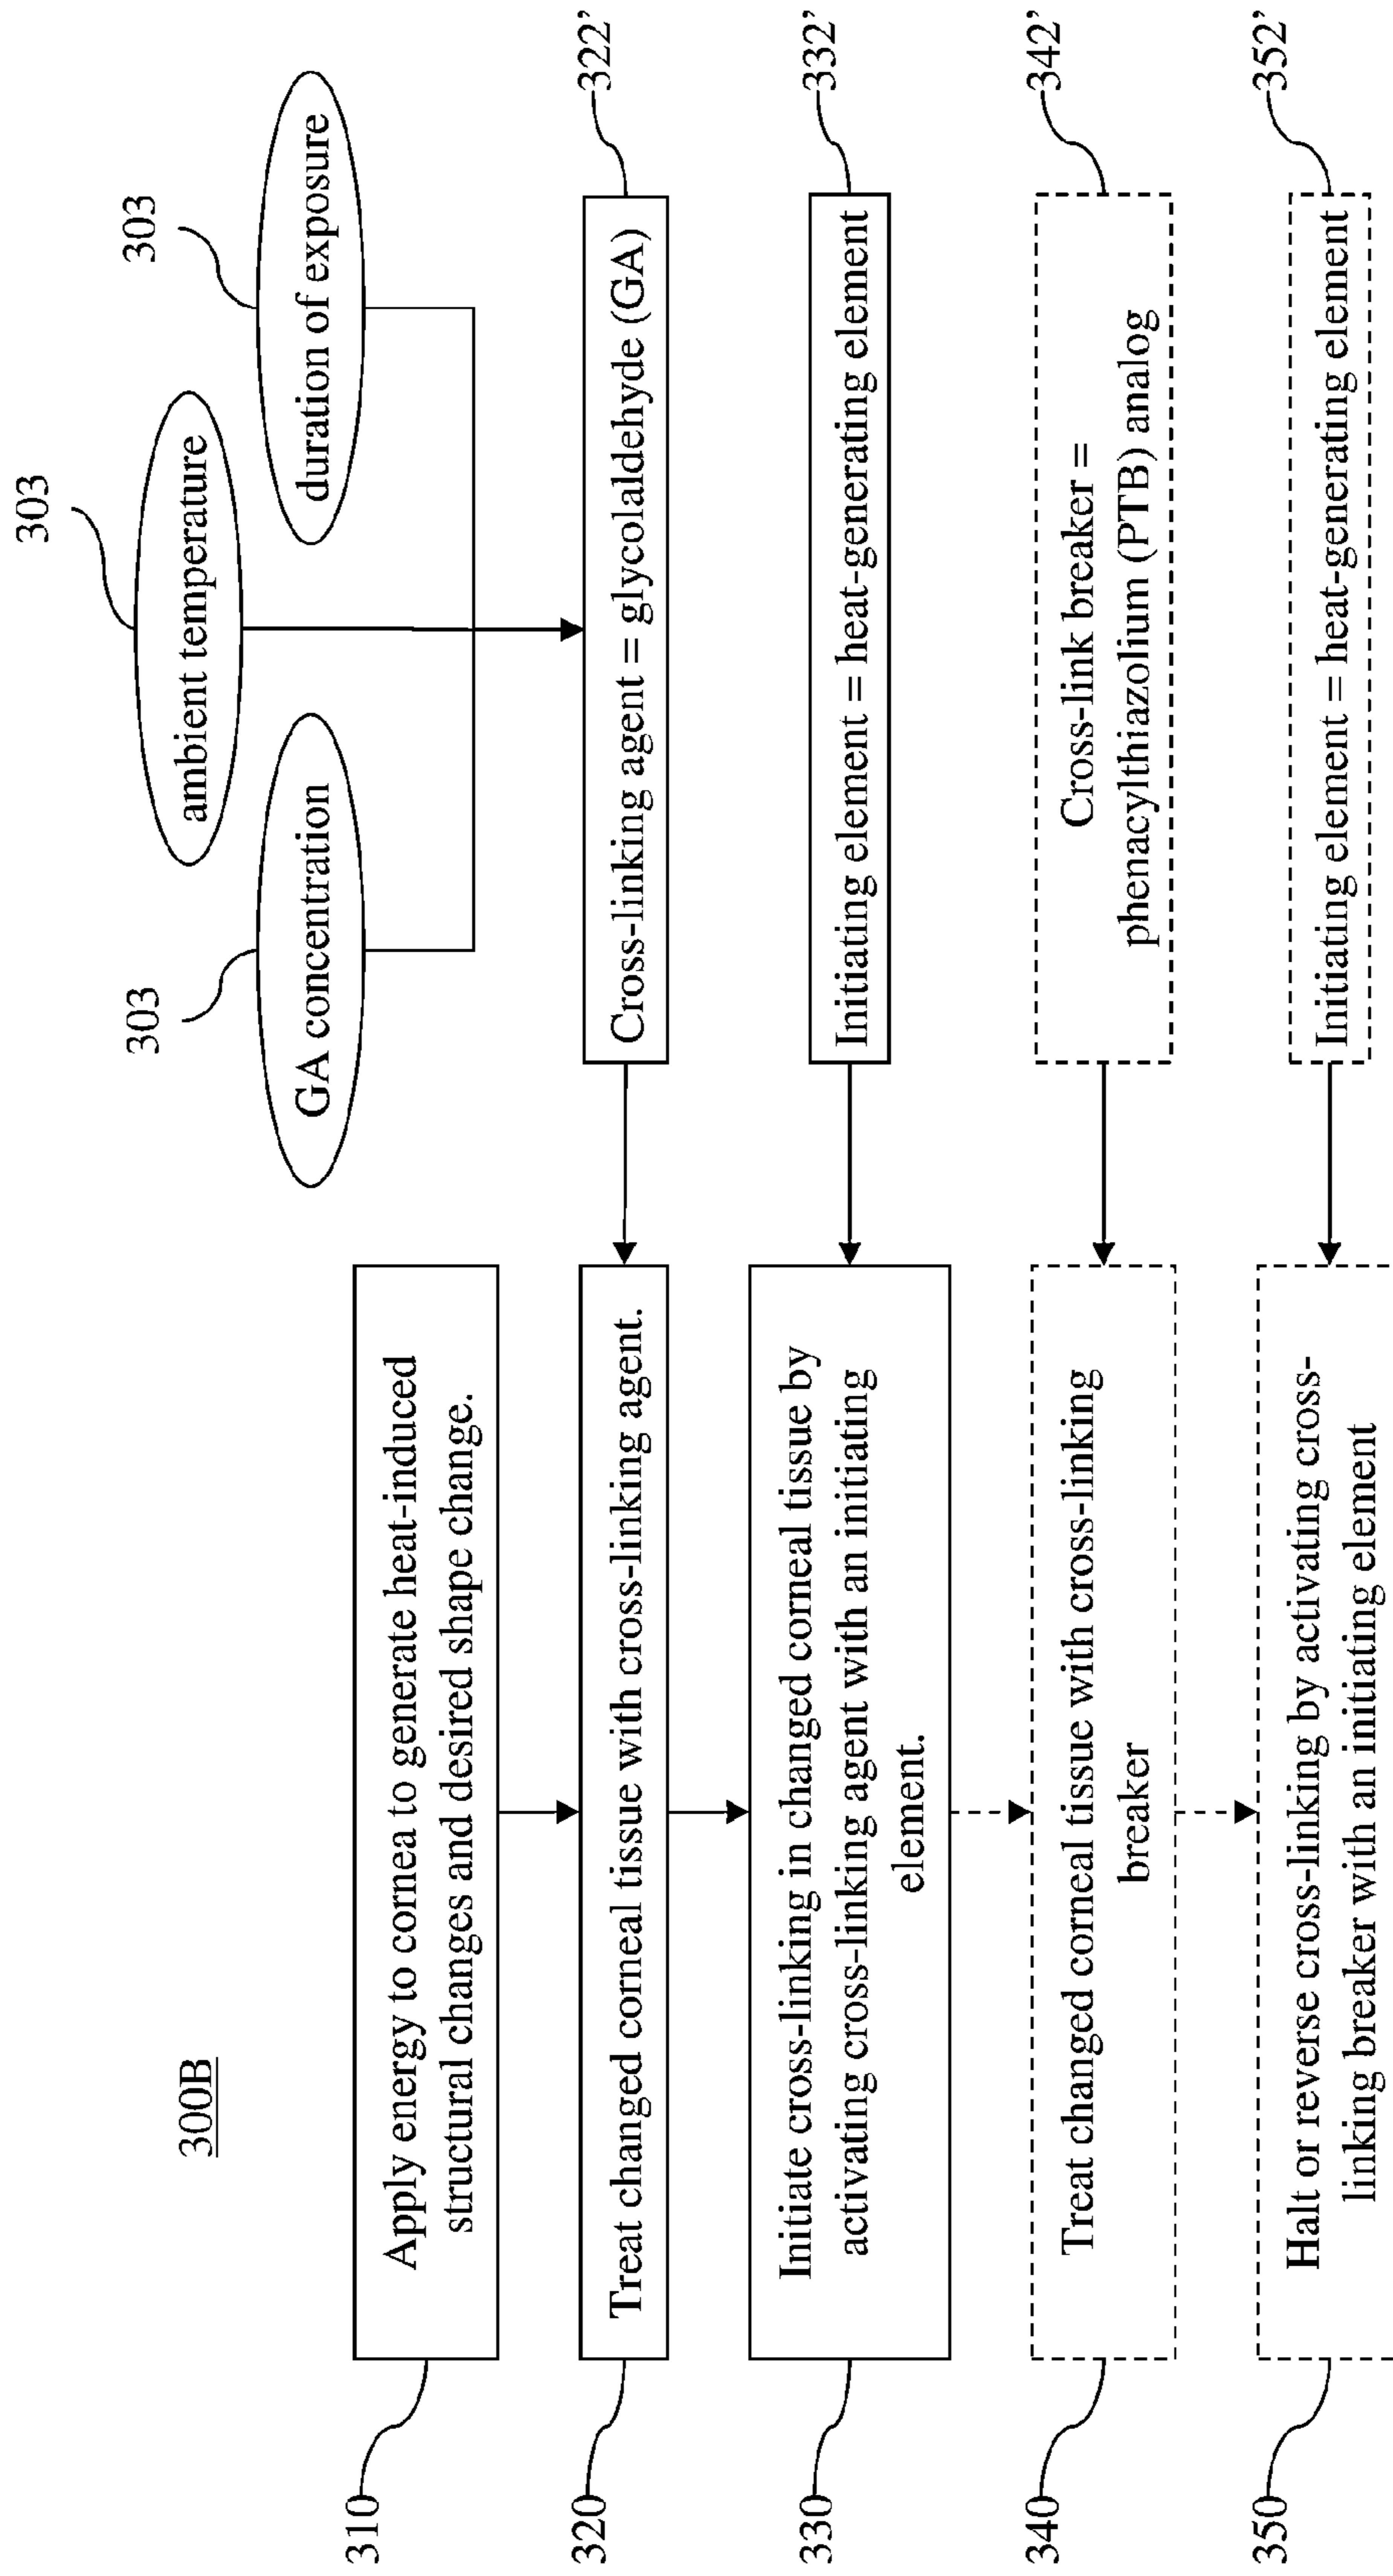 300B
303
303
303
GA concentration
ambient temperature
duration of exposure
310
Apply energy to cornea to generate heat-induced
structural changes and desired shape change.
320
Treat changed corneal tissue with cross-linking agent.
Cross-linking agent = glycolaldehyde (GA)
322'
330
Initiate cross-linking in changed corneal tissue by
activating cross-linking agent with an initiating
element.
Initiating element = heat-generating element
332'
340
Treat changed corneal tissue with cross-linking
breaker
Cross-link breaker =
phenacylthiazolium (PTB) analog
342'
350
Halt or reverse cross-linking by activating cross-
linking breaker with an initiating element
Initiating element = heat-generating element
352'